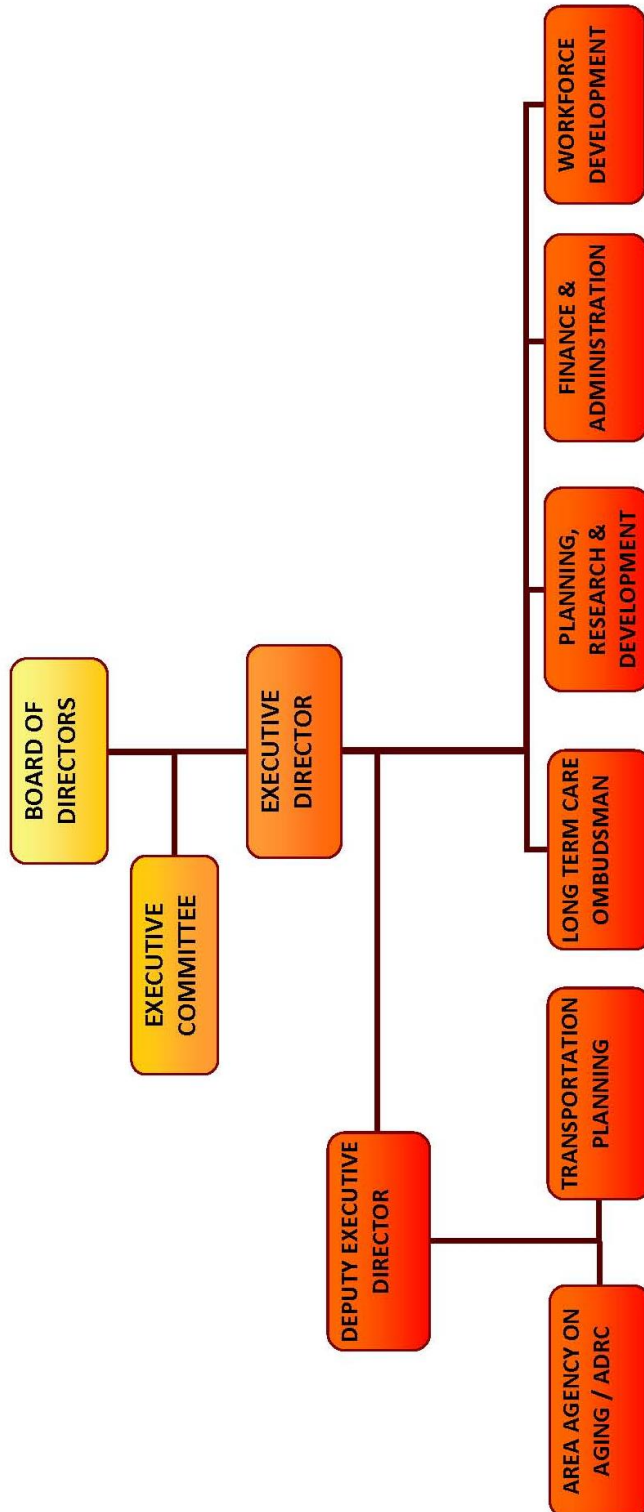 BOARD OF
DIRECTORS
EXECUTIVE
COMMITTEE
EXECUTIVE
DIRECTOR
DEPUTY EXECUTIVE
DIRECTOR
AREA AGENCY ON
AGING / ADRC
TRANSPORTATION
PLANNING
LONG TERM CARE
OMBUDSMAN
PLANNING,
RESEARCH &
DEVELOPMENT
FINANCE &
ADMINISTRATION
WORKFORCE
DEVELOPMENT